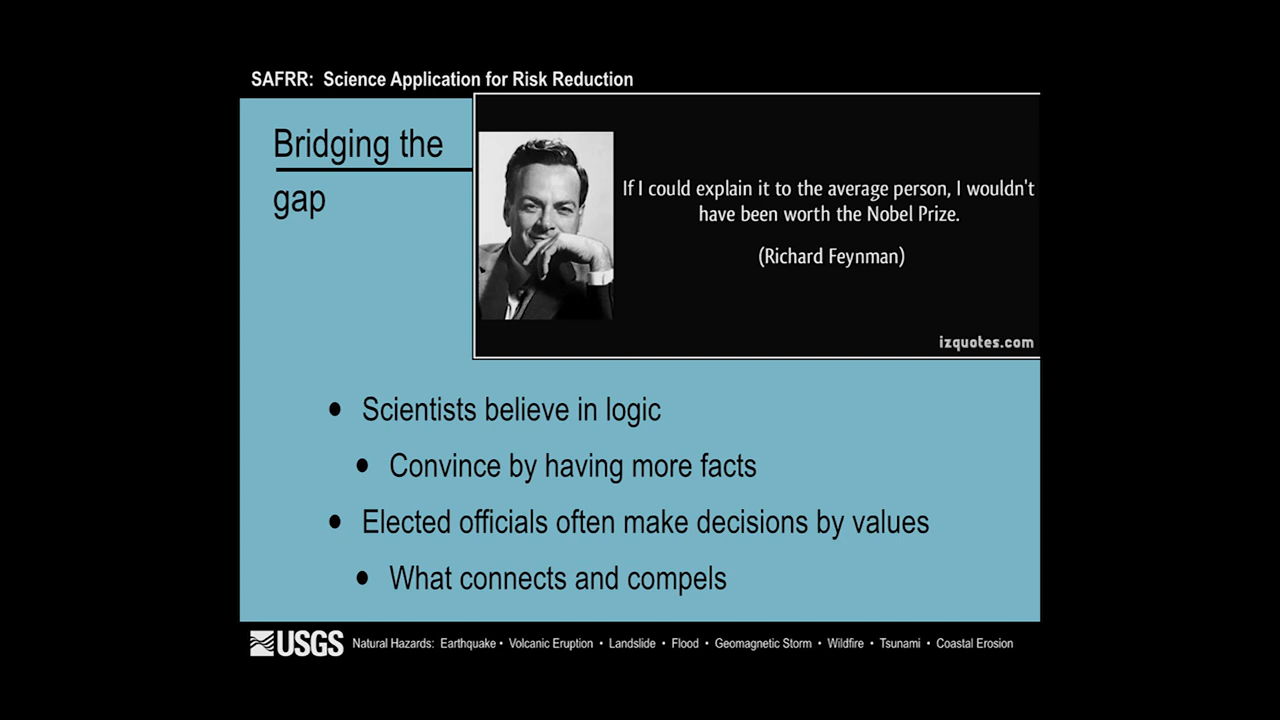 SAFRR: Science Application for Risk Reduction
Bridging the
gap
If I could explain it to the average person, I wouldn't
have been worth the Nobel Prize.
(Richard Feynman)
izquotes.com
• Scientists believe in logic
• Convince by having more facts
• Elected officials often make decisions by values
• What connects and compels
USGS Natural Hazards: Earthquake • Volcanic Eruption • Landslide • Flood • Geomagnetic Storm • Wildfire • Tsunami • Coastal Erosion